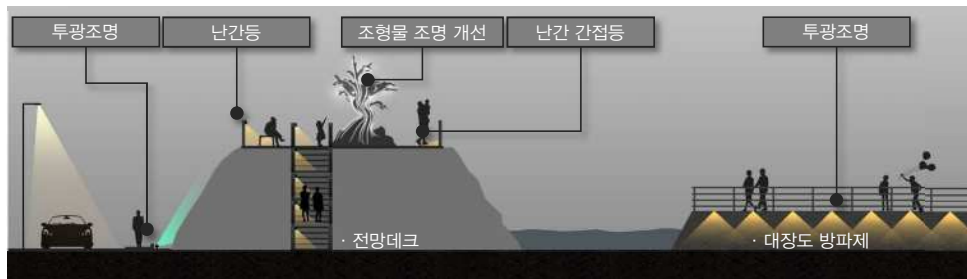 투광조명
난간등
조형물 조명 개선
난간 간접등
투광조명
· 전망데크
· 대장도 방파제